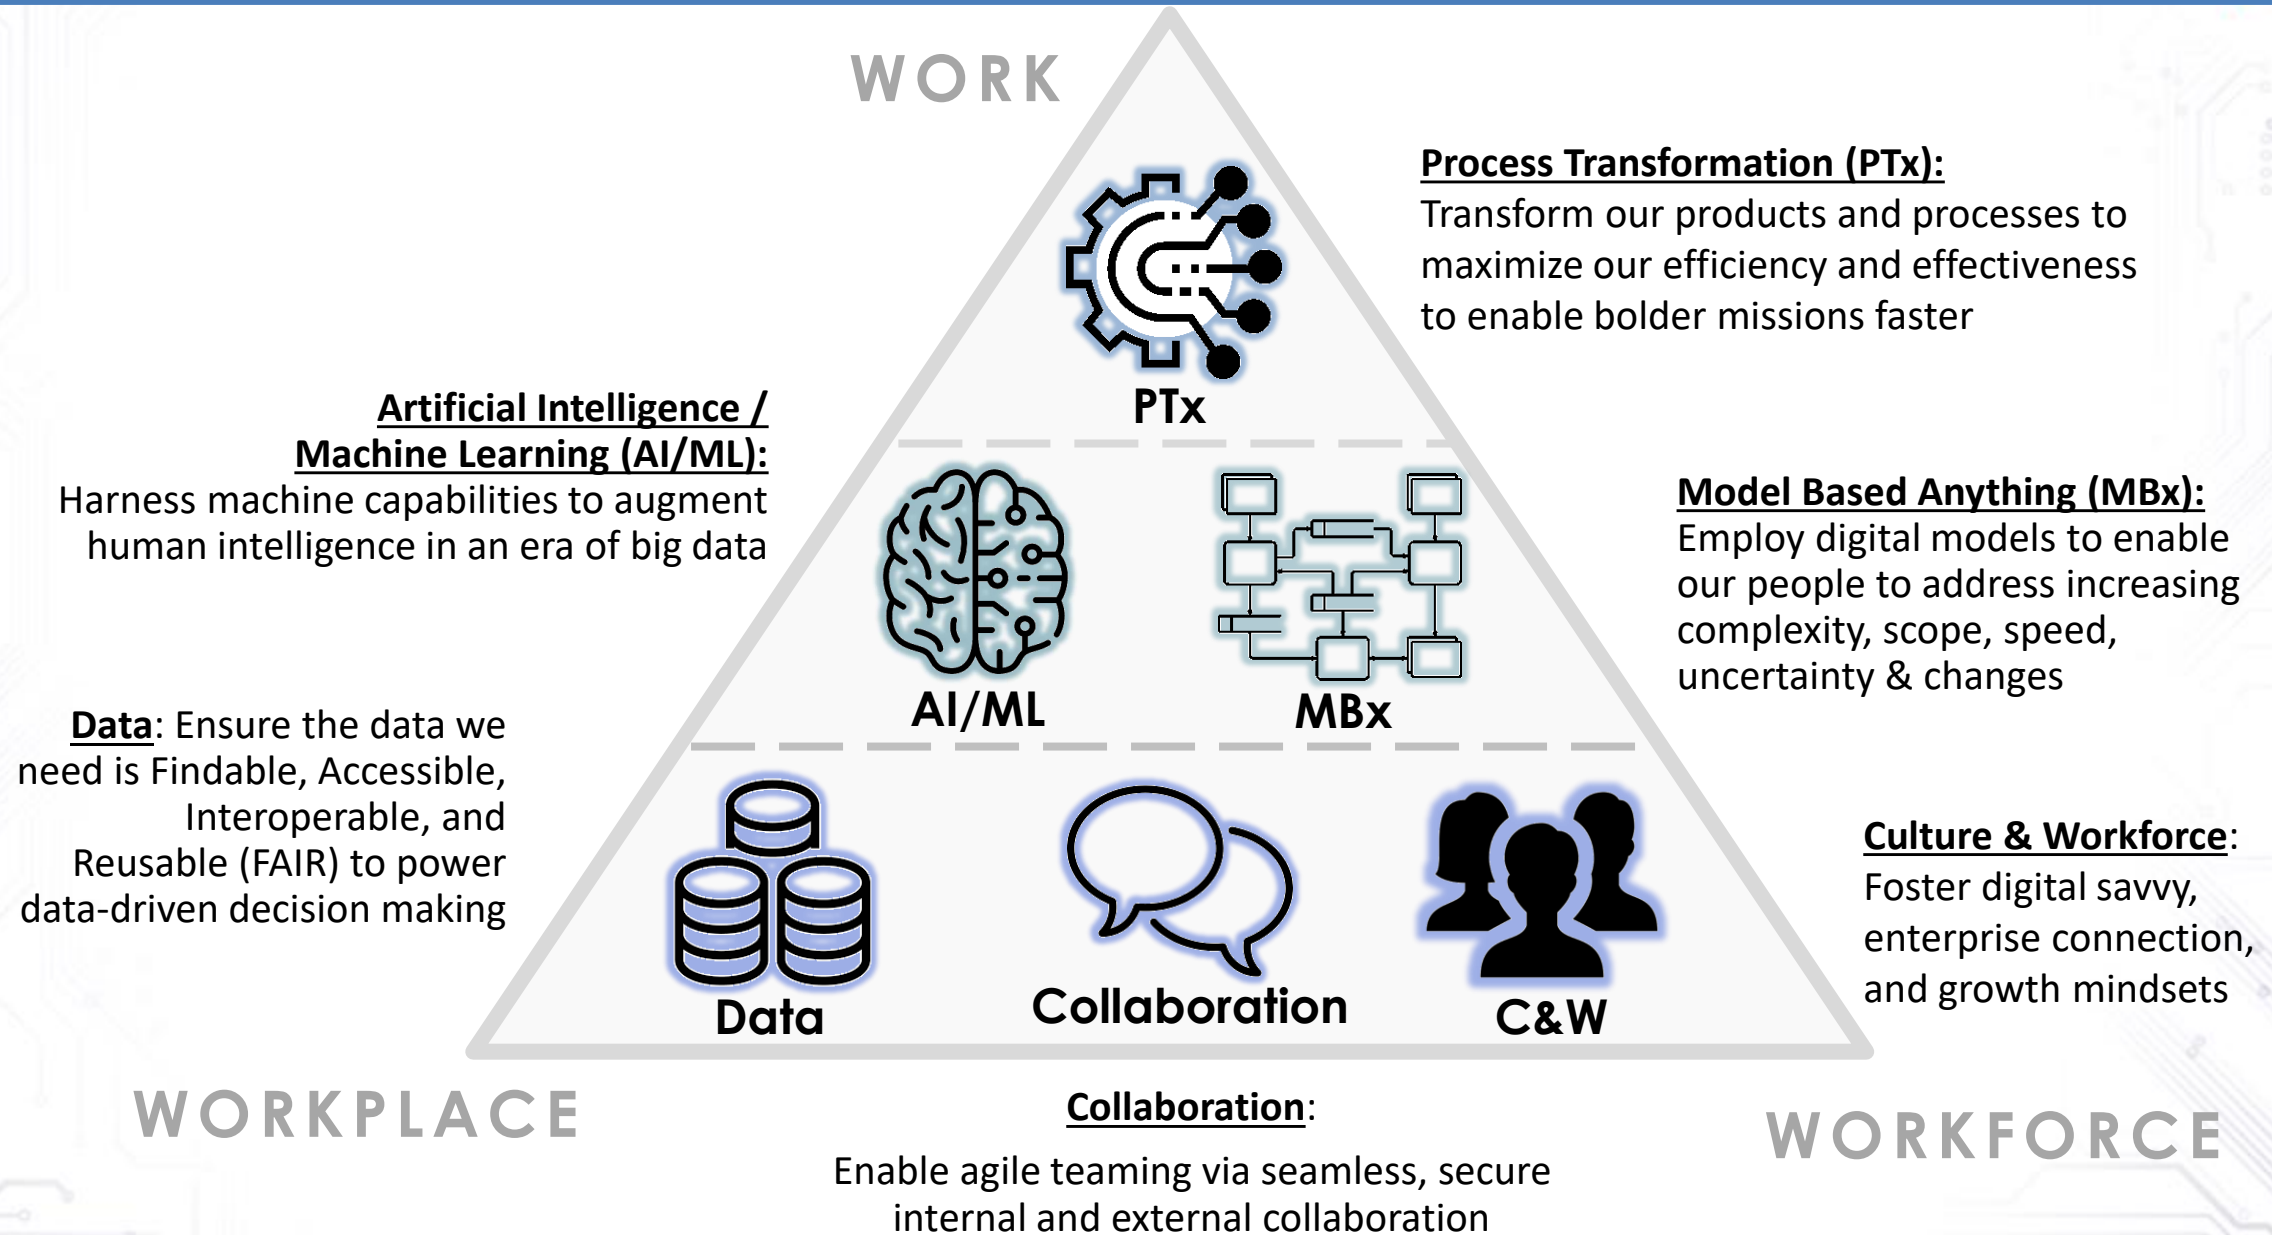 WORK
Process Transformation (PTx):
Transform our products and processes to
maximize our efficiency and effectiveness
to enable bolder missions faster
PTx
Artificial Intelligence /
Machine Learning (AI/ML):
Harness machine capabilities to augment
human intelligence in an era of big data
Model Based Anything (MBx):
Employ digital models to enable
our people to address increasing
complexity, scope, speed,
uncertainty & changes
AI/ML
MBx
Data: Ensure the data we
need is Findable, Accessible,
Interoperable, and
Reusable (FAIR) to power
data-driven decision making
Culture & Workforce:
Foster digital savvy,
enterprise connection,
and growth mindsets
Data
Collaboration
C&W
WORKPLACE
WORKFORCE
Collaboration:
Enable agile teaming via seamless, secure
internal and external collaboration